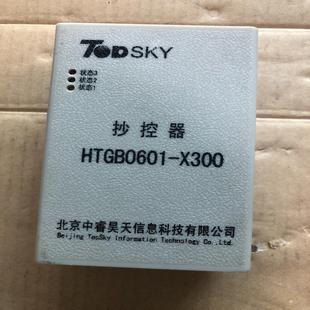 TODSKY
状态3
状态2
状态1
抄控器
HTGB0601-X300
北京中睿昊天信息科技有限公司
Beijing TodSky Information Technology Co.,Ltd.